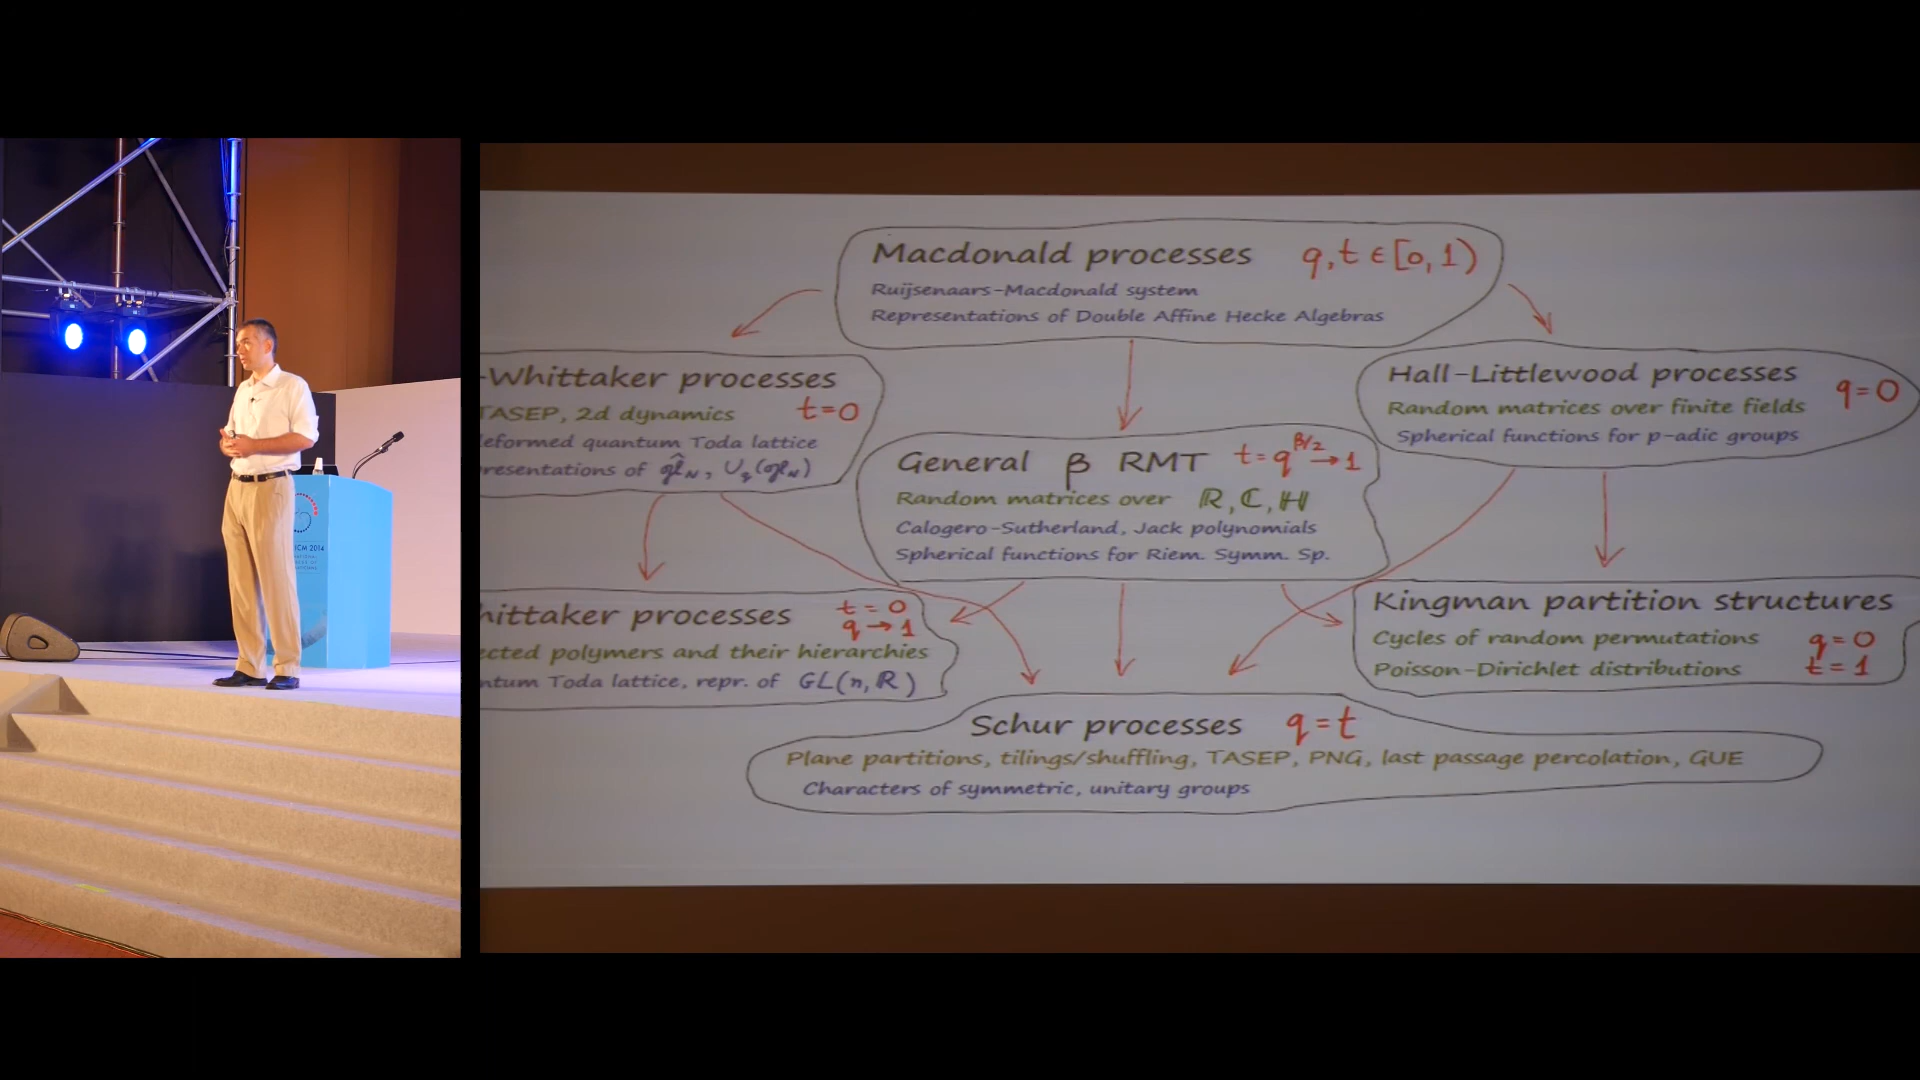 Macdonald processes q, t ∈ [0, 1)
Ruijsenaars-Macdonald system
Representations of Double Affine Hecke Algebras
-Whittaker processes
TASEP, 2d dynamics t=0
eformed quantum Toda lattice
resentations of ĝl_N, U_q(gl_N)
Hall-Littlewood processes q=0
Random matrices over finite fields
Spherical functions for p-adic groups
General β RMT t=q^{β/2}→1
Random matrices over ℝ, ℂ, ℍ
Calogero-Sutherland, Jack polynomials
Spherical functions for Riem. Symm. Sp.
hittaker processes t=0 q→1
ected polymers and their hierarchies
ntum Toda lattice, repr. of GL(n, ℝ)
Kingman partition structures
Cycles of random permutations q=0
Poisson-Dirichlet distributions t=1
Schur processes q=t
Plane partitions, tilings/shuffling, TASEP, PNG, last passage percolation, GUE
Characters of symmetric, unitary groups
ICM 2014